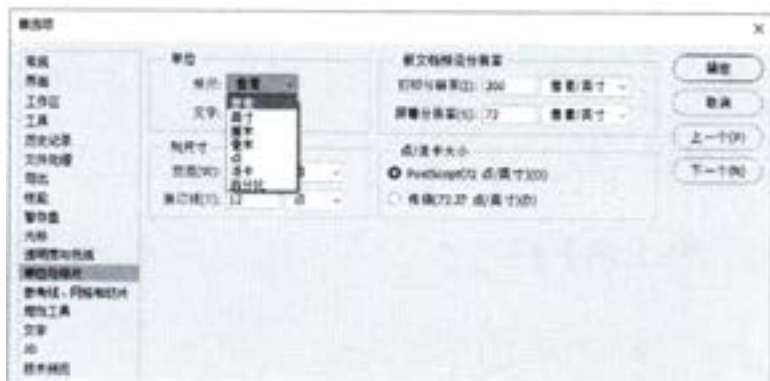 首选项
常规
界面
工作区
工具
历史记录
文件处理
导出
性能
暂存盘
光标
透明度与色域
单位与标尺
参考线、网格和切片
增效工具
文字
3D
技术预览
单位
标尺: 像素
文字:
像素
英寸
厘米
毫米
点
派卡
百分比
列尺寸
宽度(W): 点
装订线(T): 12 点
新文档预设分辨率
打印分辨率(R): 300 像素/英寸
屏幕分辨率(S): 72 像素/英寸
点/派卡大小
PostScript(72 点/英寸)(O)
传统(72.27 点/英寸)(D)
确定
取消
上一个(P)
下一个(N)